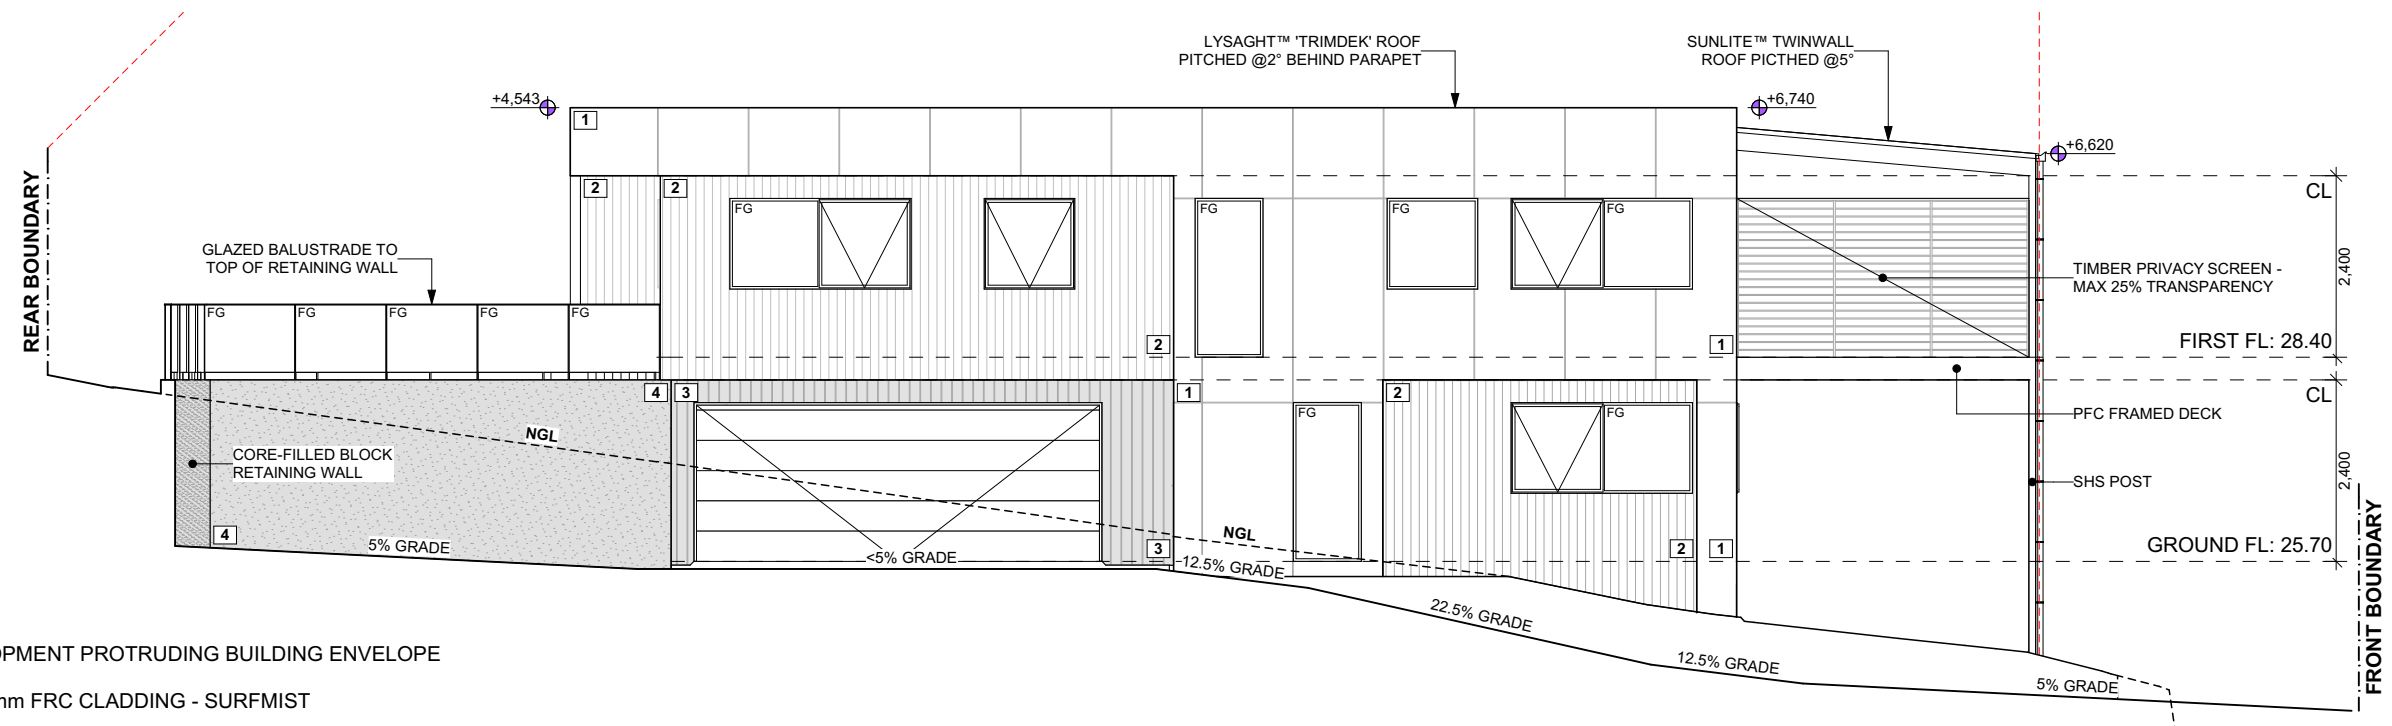 LYSAGHT™ 'TRIMDEK' ROOF
PITCHED @2° BEHIND PARAPET
SUNLITE™ TWINWALL
ROOF PICTHED @5°
+4,543
+6,740
+6,620
1
2
2
FG
FG
FG
FG
FG
CL
2,400
REAR BOUNDARY
GLAZED BALUSTRADE TO
TOP OF RETAINING WALL
TIMBER PRIVACY SCREEN -
MAX 25% TRANSPARENCY
FG
FG
FG
FG
FG
2
1
FIRST FL: 28.40
4
3
1
2
CL
FG
FG
PFC FRAMED DECK
NGL
CORE-FILLED BLOCK
RETAINING WALL
2,400
SHS POST
4
5% GRADE
<5% GRADE
3
NGL
12.5% GRADE
2
1
GROUND FL: 25.70
FRONT BOUNDARY
22.5% GRADE
12.5% GRADE
5% GRADE
OPMENT PROTRUDING BUILDING ENVELOPE
mm FRC CLADDING - SURFMIST